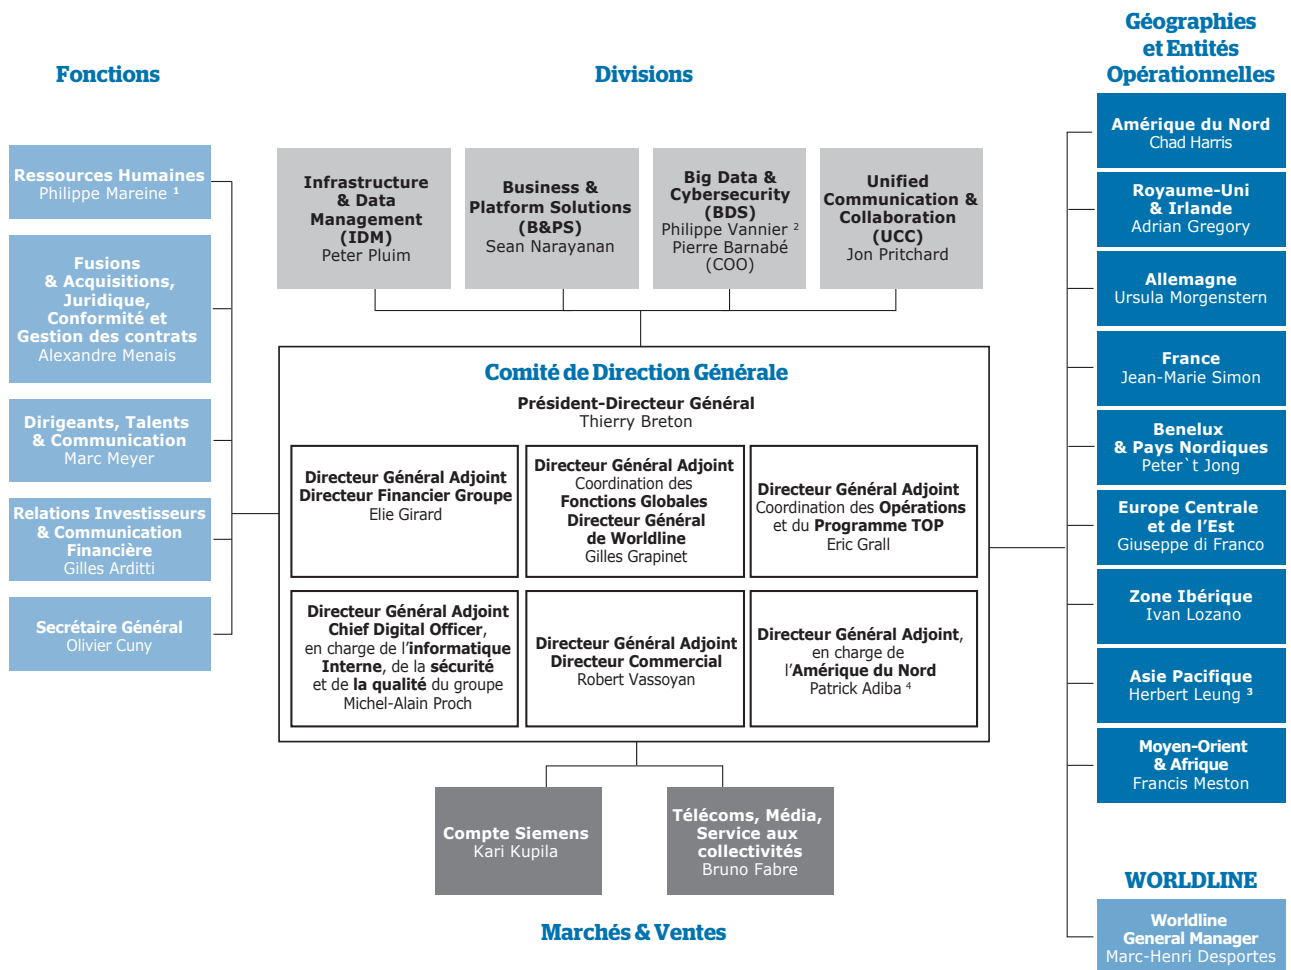 Fonctions
Ressources Humaines
Philippe Mareine ¹
Fusions
& Acquisitions,
Juridique,
Conformité et
Gestion des contrats
Alexandre Menais
Dirigeants, Talents
& Communication
Marc Meyer
Relations Investisseurs
& Communication
Financière
Gilles Arditti
Secrétaire Général
Olivier Cuny
Divisions
Infrastructure
& Data
Management
(IDM)
Peter Pluim
Business &
Platform Solutions
(B&PS)
Sean Narayanan
Big Data &
Cybersecurity
(BDS)
Philippe Vannier ²
Pierre Barnabé
(COO)
Unified
Communication &
Collaboration
(UCC)
Jon Pritchard
Comité de Direction Générale
Président-Directeur Général
Thierry Breton
Directeur Général Adjoint
Directeur Financier Groupe
Elie Girard
Directeur Général Adjoint
Coordination des
Fonctions Globales
Directeur Général
de Worldline
Gilles Grapinet
Directeur Général Adjoint
Coordination des Opérations
et du Programme TOP
Eric Grall
Directeur Général Adjoint
Chief Digital Officer,
en charge de l'informatique
Interne, de la sécurité
et de la qualité du groupe
Michel-Alain Proch
Directeur Général Adjoint
Directeur Commercial
Robert Vassoyan
Directeur Général Adjoint,
en charge de
l'Amérique du Nord
Patrick Adiba ⁴
Compte Siemens
Kari Kupila
Télécoms, Média,
Service aux
collectivités
Bruno Fabre
Marchés & Ventes
Géographies
et Entités
Opérationnelles
Amérique du Nord
Chad Harris
Royaume-Uni
& Irlande
Adrian Gregory
Allemagne
Ursula Morgenstern
France
Jean-Marie Simon
Benelux
& Pays Nordiques
Peter`t Jong
Europe Centrale
et de l'Est
Giuseppe di Franco
Zone Ibérique
Ivan Lozano
Asie Pacifique
Herbert Leung ³
Moyen-Orient
& Afrique
Francis Meston
WORLDLINE
Worldline
General Manager
Marc-Henri Desportes